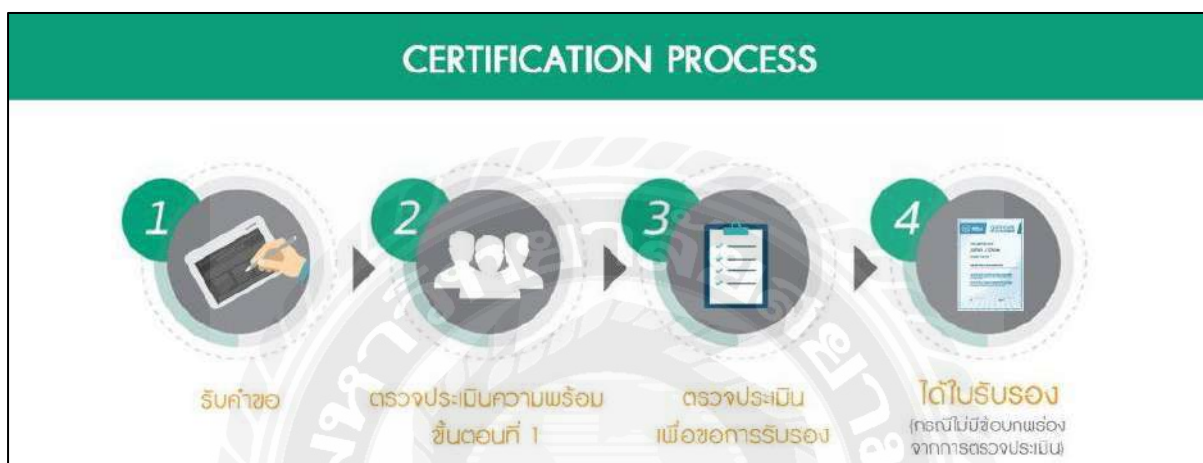 CERTIFICATION PROCESS
1
2
3
4
รับคำขอ
ตรวจประเมินความพร้อม
ขั้นตอนที่ 1
ตรวจประเมิน
เพื่อขอการรับรอง
ได้ใบรับรอง
(กรณีไม่มีข้อบกพร่อง
จากการตรวจประเมิน)